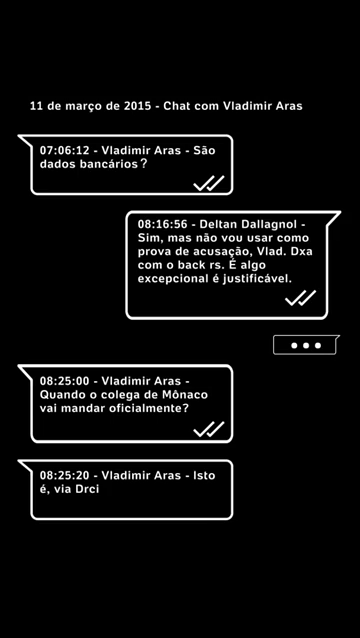 11 de março de 2015 - Chat com Vladimir Aras
07:06:12 - Vladimir Aras - São
dados bancários?
08:16:56 - Deltan Dallagnol -
Sim, mas não vou usar como
prova de acusação, Vlad. Dxa
com o back rs. É algo
excepcional é justificável.
08:25:00 - Vladimir Aras -
Quando o colega de Mônaco
vai mandar oficialmente?
08:25:20 - Vladimir Aras - Isto
é, via Drci